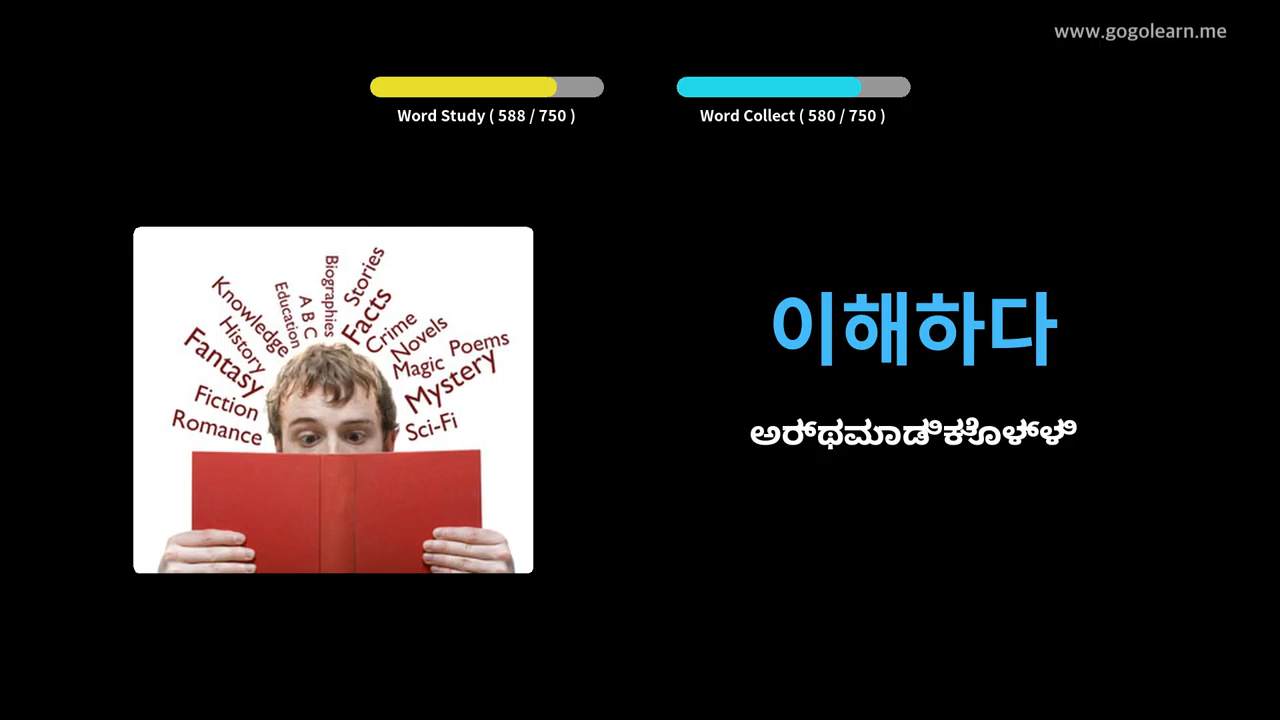 www.gogolearn.me
Word Study ( 588 / 750 )
Word Collect ( 580 / 750 )
Biographies
Stories
Education
A B C
Facts
Knowledge
Crime
History
Novels
Poems
Fantasy
Magic
Mystery
Fiction
Sci-Fi
Romance
이해하다
ಅರ್ಥಮಾಡಿಕೊಳ್ಳಿ